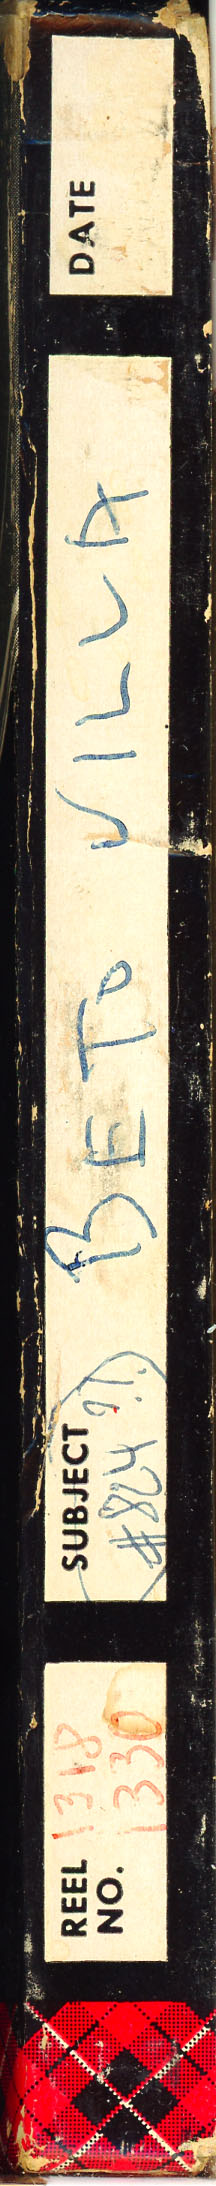 REEL NO.
1318
1330
SUBJECT
#824
BETO VILLA
DATE